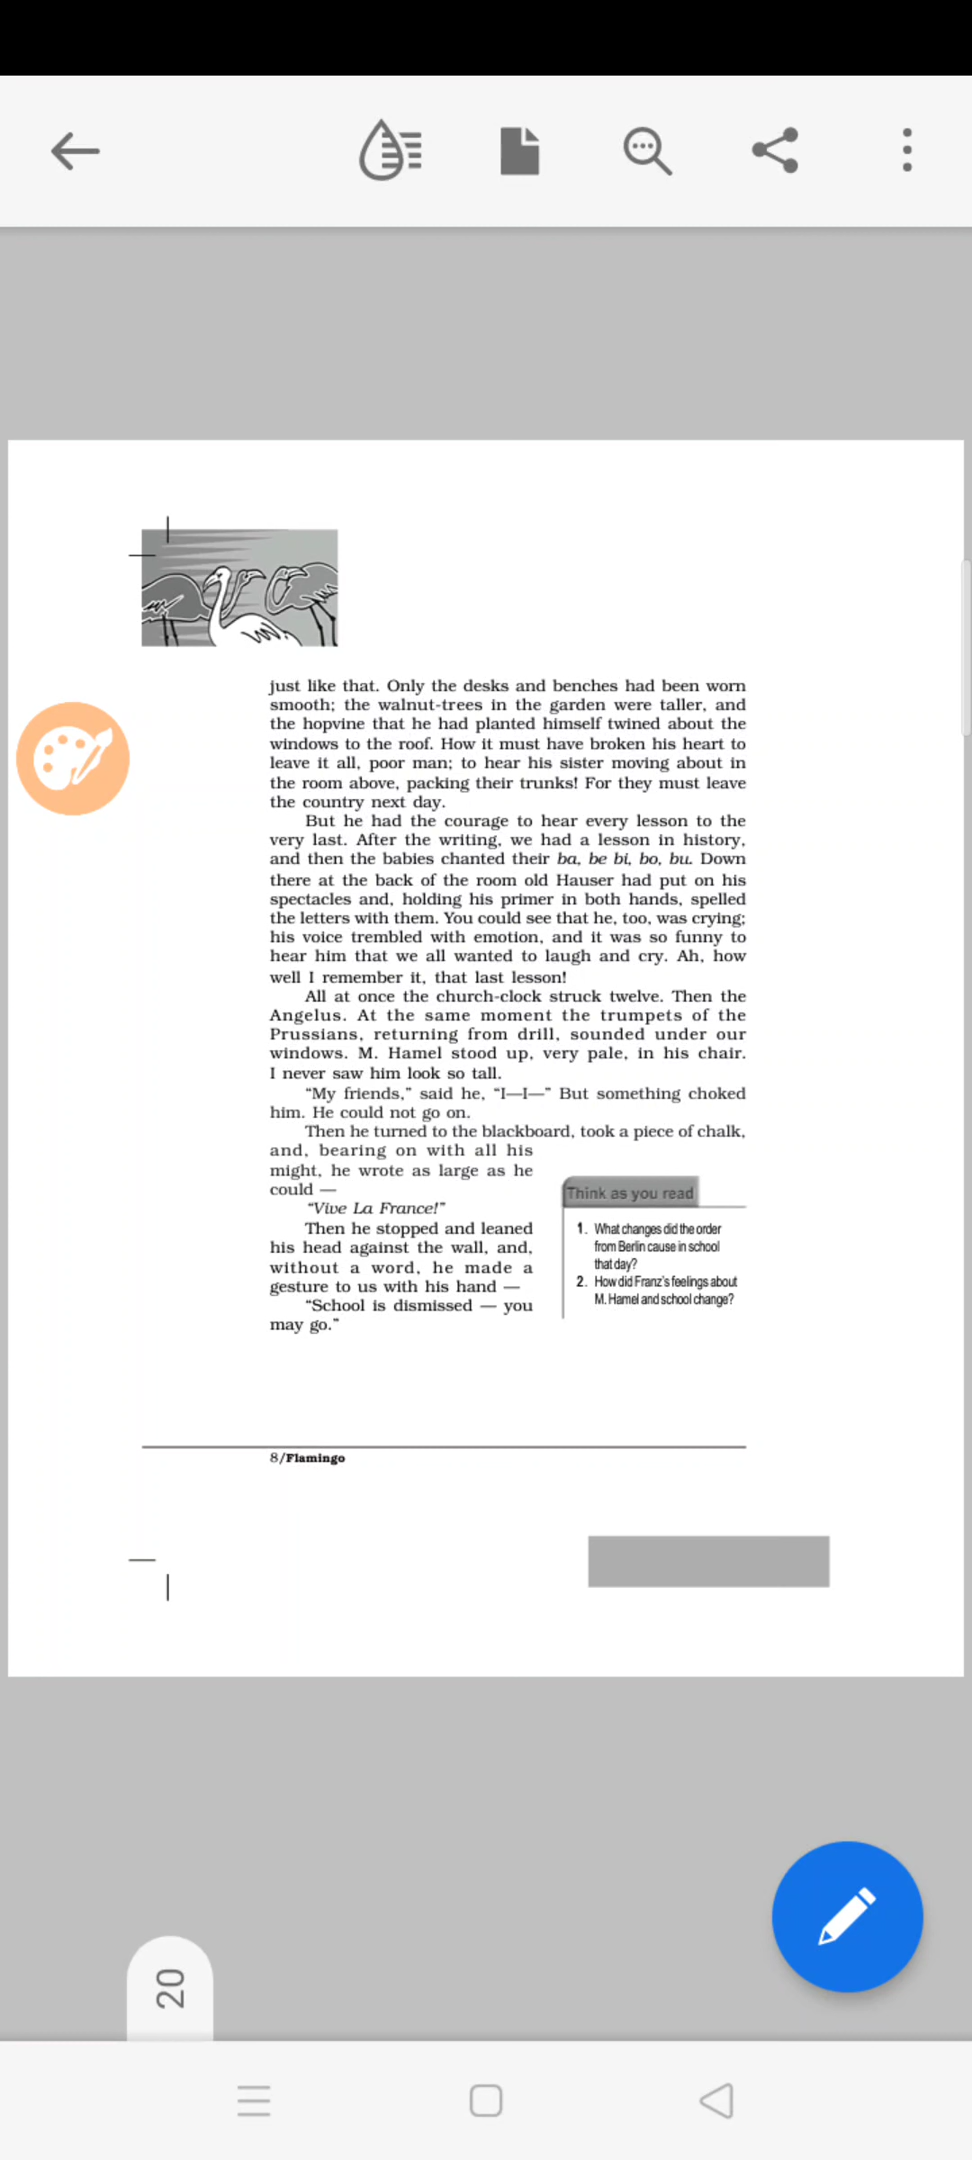 just like that. Only the desks and benches had been worn
smooth; the walnut-trees in the garden were taller, and
the hopvine that he had planted himself twined about the
windows to the roof. How it must have broken his heart to
leave it all, poor man; to hear his sister moving about in
the room above, packing their trunks! For they must leave
the country next day.
But he had the courage to hear every lesson to the
very last. After the writing, we had a lesson in history,
and then the babies chanted their ba, be bi, bo, bu. Down
there at the back of the room old Hauser had put on his
spectacles and, holding his primer in both hands, spelled
the letters with them. You could see that he, too, was crying;
his voice trembled with emotion, and it was so funny to
hear him that we all wanted to laugh and cry. Ah, how
well I remember it, that last lesson!
All at once the church-clock struck twelve. Then the
Angelus. At the same moment the trumpets of the
Prussians, returning from drill, sounded under our
windows. M. Hamel stood up, very pale, in his chair.
I never saw him look so tall.
“My friends,” said he, “I—I—” But something choked
him. He could not go on.
Then he turned to the blackboard, took a piece of chalk,
and, bearing on with all his
might, he wrote as large as he
could —
“Vive La France!”
Then he stopped and leaned
his head against the wall, and,
without a word, he made a
gesture to us with his hand —
“School is dismissed — you
may go.”
Think as you read
1. What changes did the order
from Berlin cause in school
that day?
2. How did Franz's feelings about
M. Hamel and school change?
8/Flamingo
20